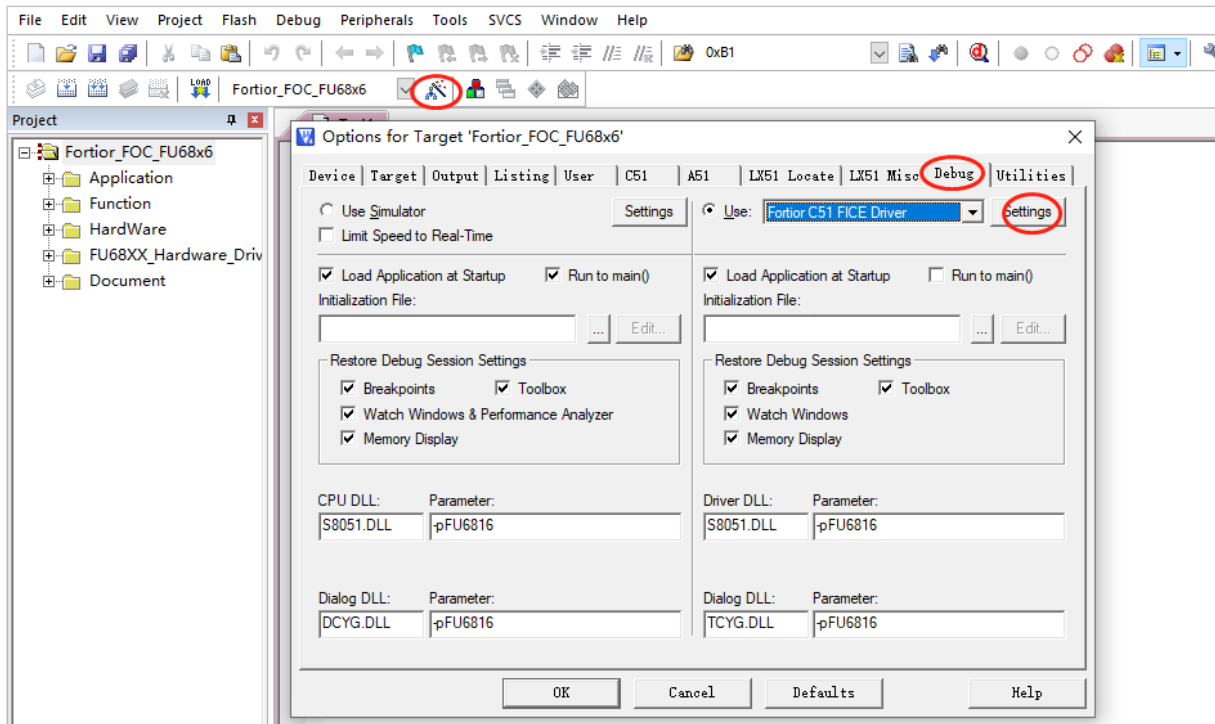 File Edit View Project Flash Debug Peripherals Tools SVCS Window Help
0xB1
LOAD Fortior_FOC_FU68x6
Project
Fortior_FOC_FU68x6
Application
Function
HardWare
FU68XX_Hardware_Driv
Document
Options for Target 'Fortior_FOC_FU68x6'
Device Target Output Listing User C51 A51 LX51 Locate LX51 Misc Debug Utilities
Use Simulator Settings
Limit Speed to Real-Time
Load Application at Startup Run to main()
Initialization File:
... Edit...
Restore Debug Session Settings
Breakpoints Toolbox
Watch Windows & Performance Analyzer
Memory Display
CPU DLL: Parameter:
S8051.DLL -pFU6816
Dialog DLL: Parameter:
DCYG.DLL -pFU6816
Use: Fortior C51 FICE Driver Settings
Load Application at Startup Run to main()
Initialization File:
... Edit...
Restore Debug Session Settings
Breakpoints Toolbox
Watch Windows
Memory Display
Driver DLL: Parameter:
S8051.DLL -pFU6816
Dialog DLL: Parameter:
TCYG.DLL -pFU6816
OK Cancel Defaults Help